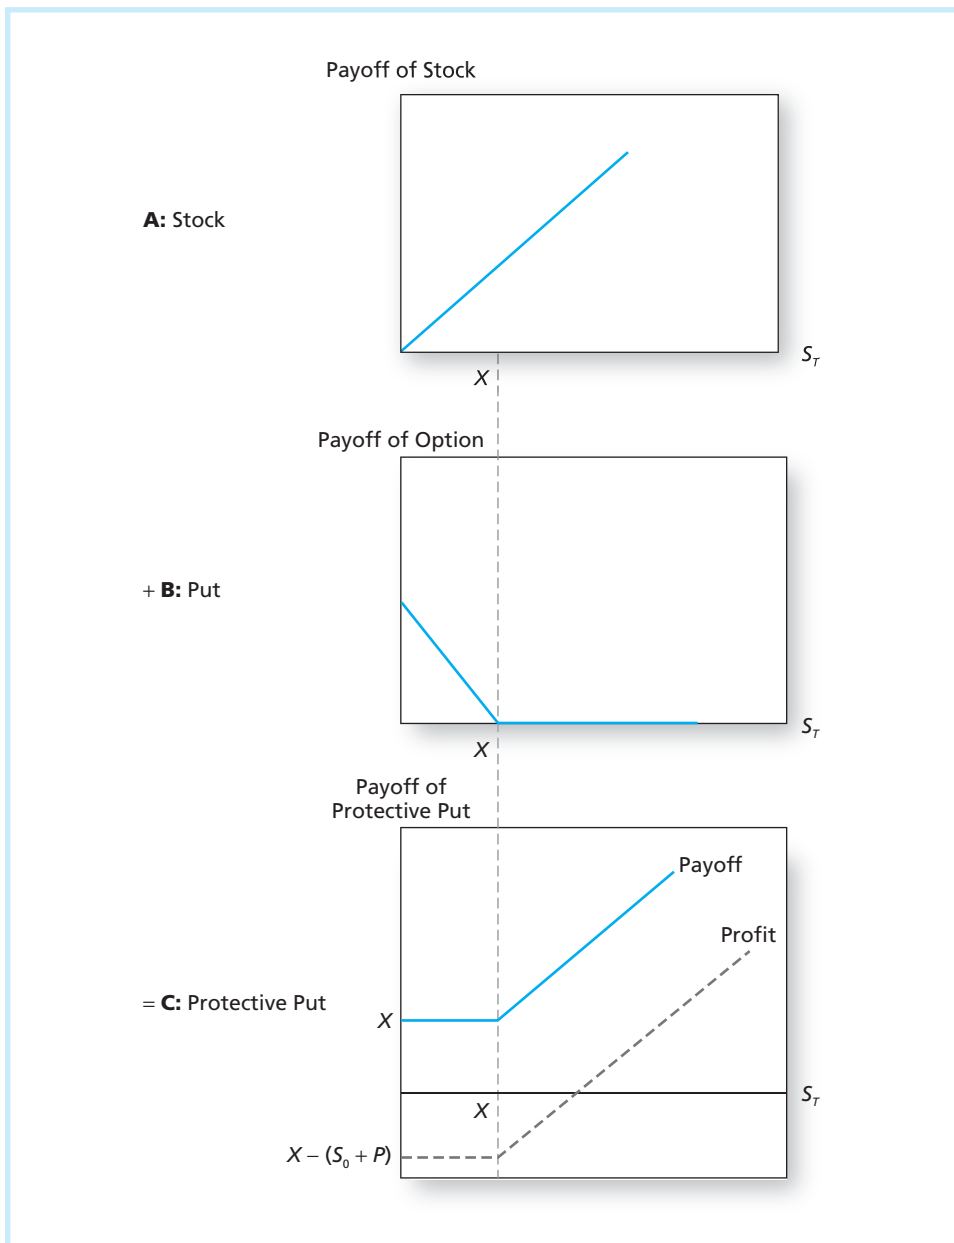 Payoff of Stock
A: Stock
S_T
X
Payoff of Option
+ B: Put
S_T
X
Payoff of
Protective Put
Payoff
Profit
= C: Protective Put
X
S_T
X
X – (S₀ + P)